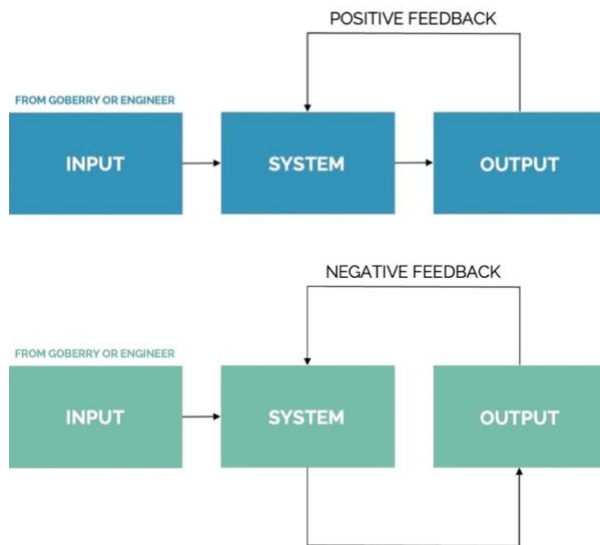 POSITIVE FEEDBACK
FROM GOBERRY OR ENGINEER
INPUT
SYSTEM
OUTPUT
NEGATIVE FEEDBACK
FROM GOBERRY OR ENGINEER
INPUT
SYSTEM
OUTPUT